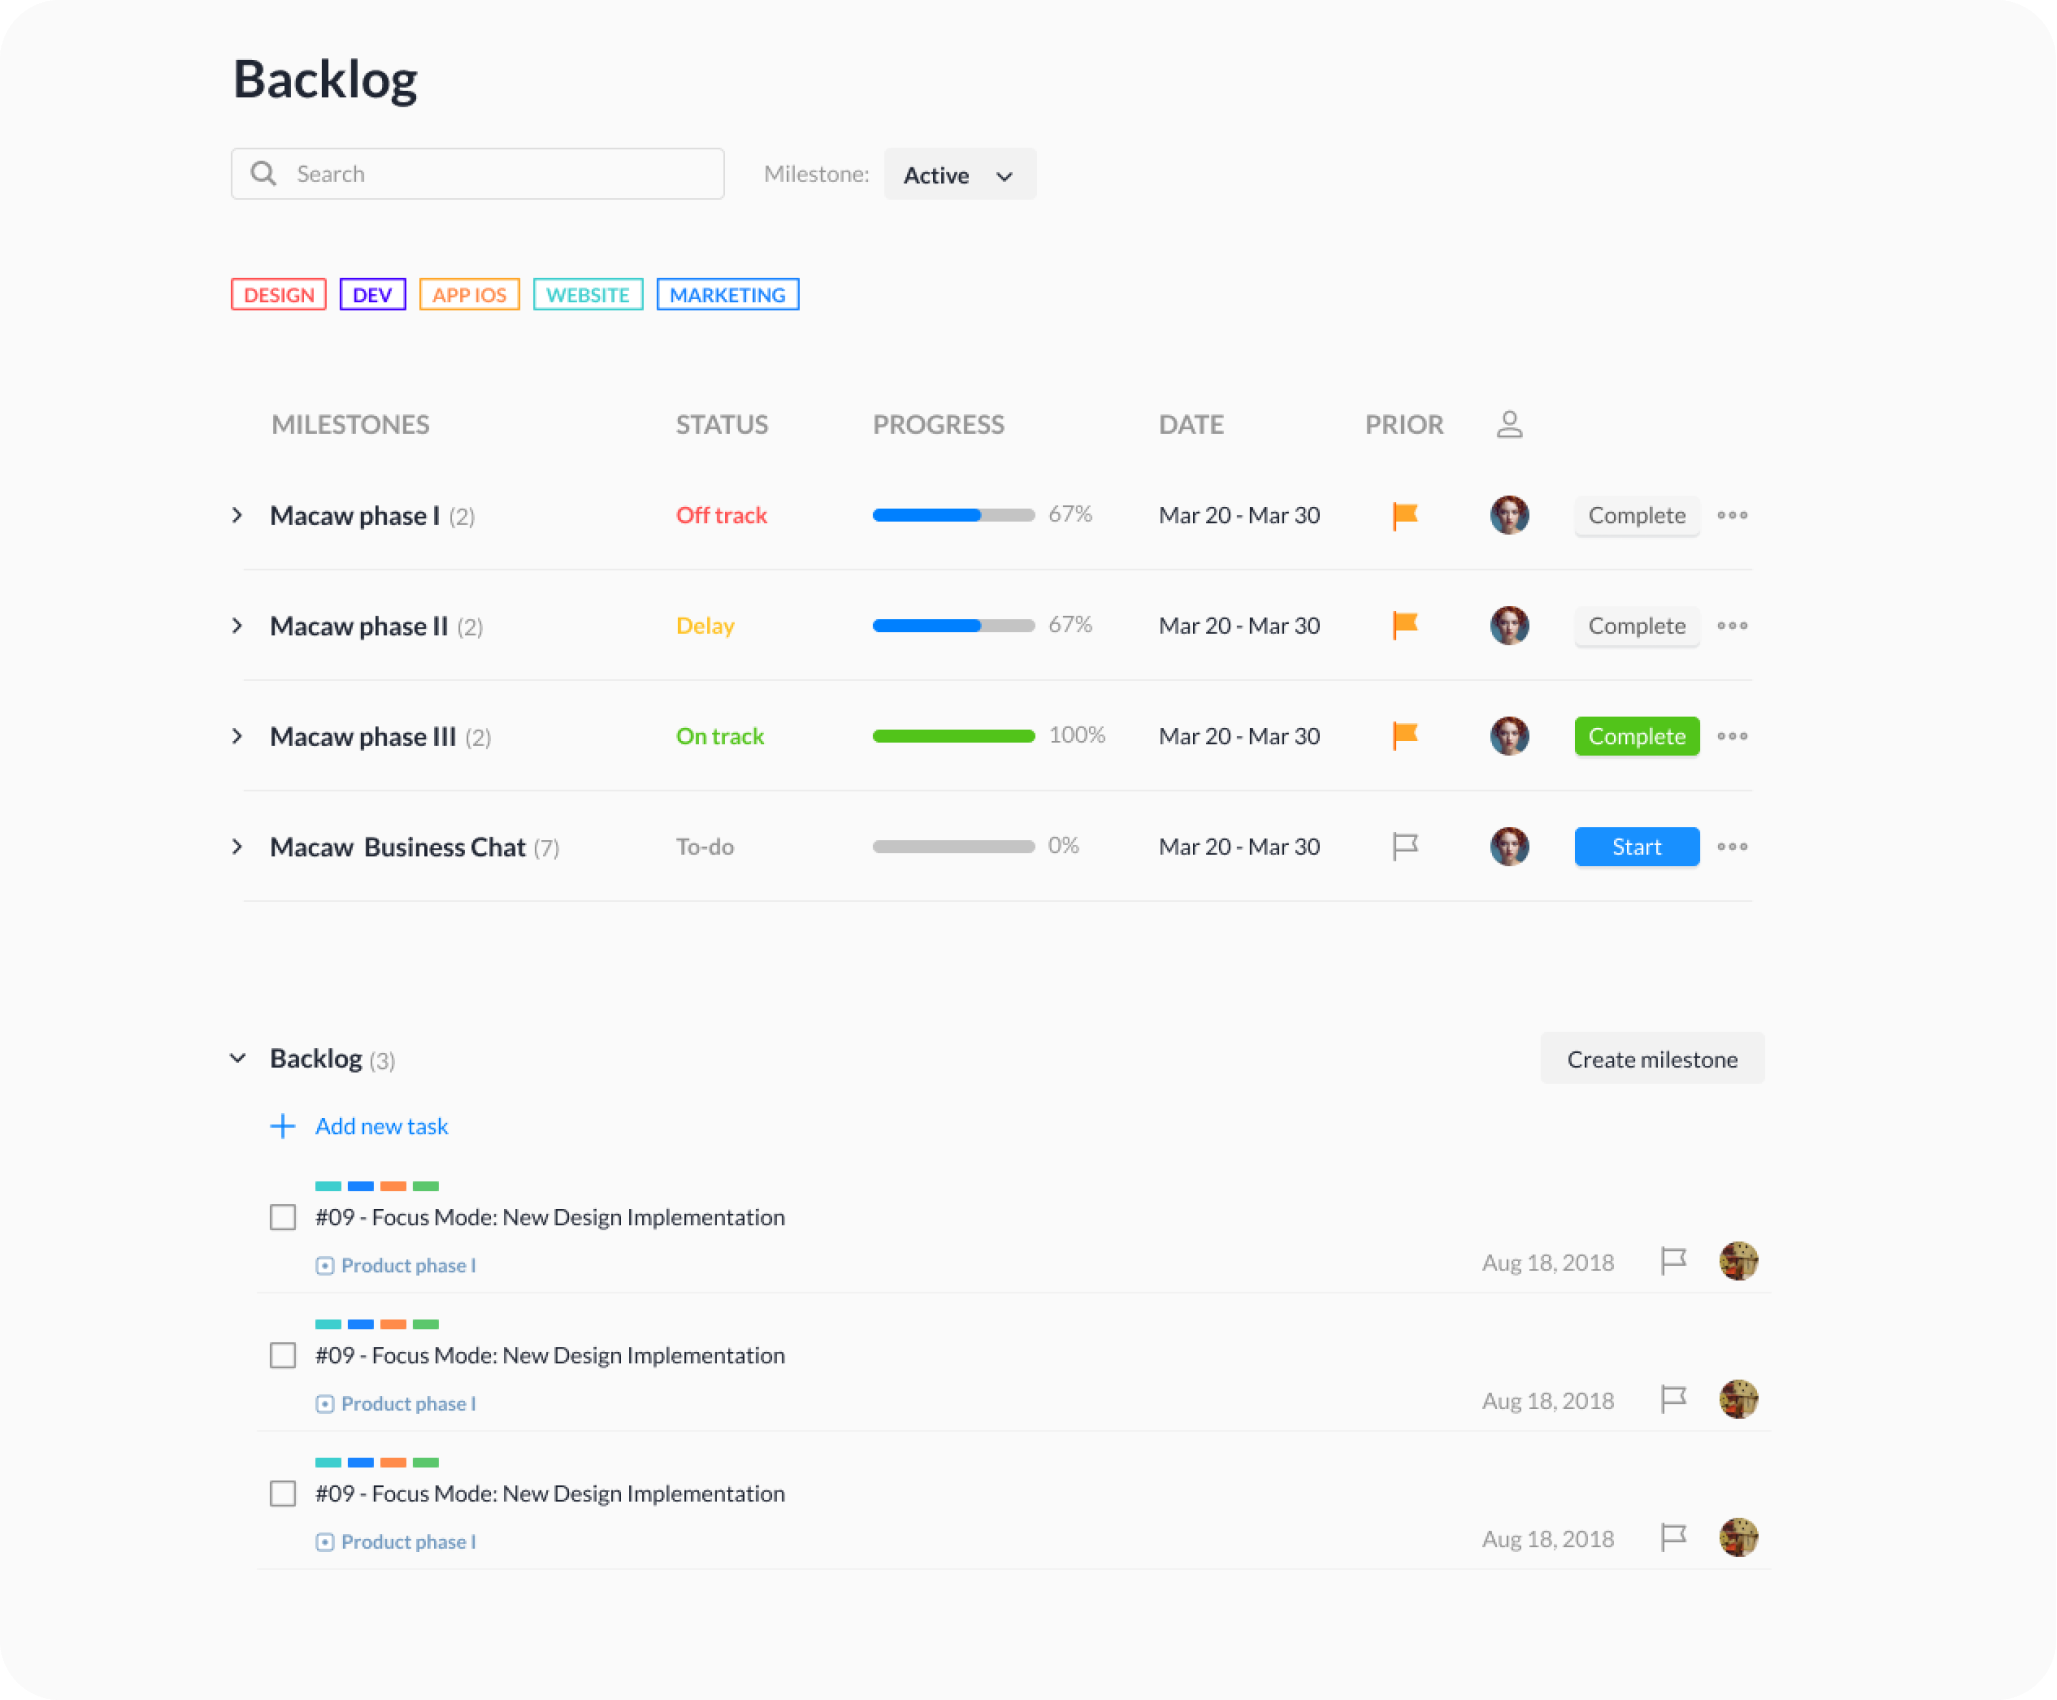 Backlog
Search
Milestone: Active
DESIGN DEV APP IOS WEBSITE MARKETING
MILESTONES STATUS PROGRESS DATE PRIOR
Macaw phase I (2) Off track 67% Mar 20 - Mar 30 Complete
Macaw phase II (2) Delay 67% Mar 20 - Mar 30 Complete
Macaw phase III (2) On track 100% Mar 20 - Mar 30 Complete
Macaw Business Chat (7) To-do 0% Mar 20 - Mar 30 Start
Backlog (3) Create milestone
Add new task
#09 - Focus Mode: New Design Implementation
Product phase I Aug 18, 2018
#09 - Focus Mode: New Design Implementation
Product phase I Aug 18, 2018
#09 - Focus Mode: New Design Implementation
Product phase I Aug 18, 2018